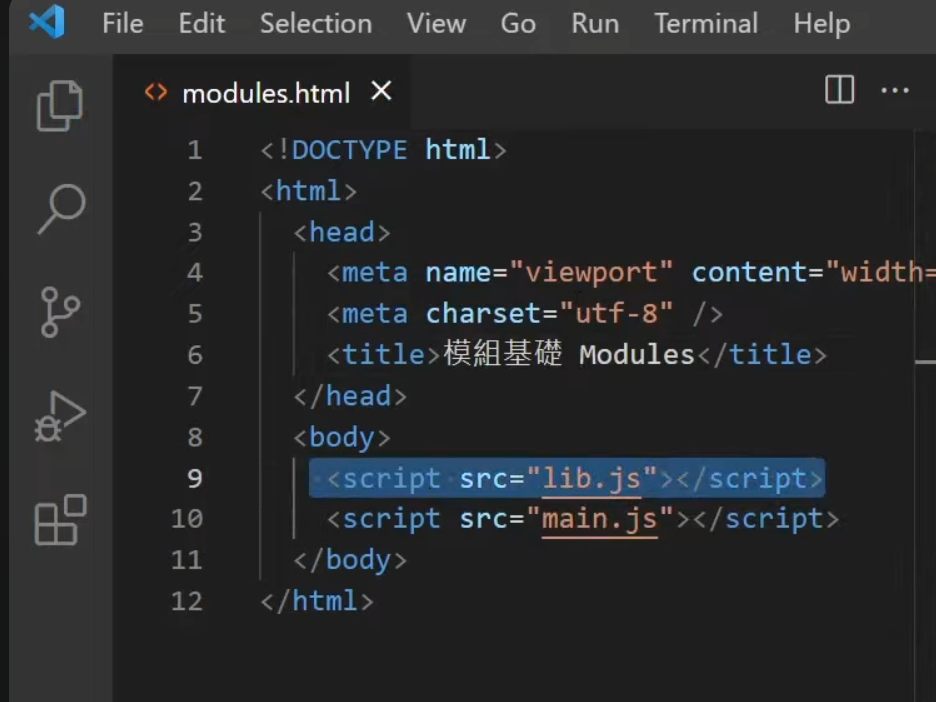 File Edit Selection View Go Run Terminal Help
modules.html
1 <!DOCTYPE html>
2 <html>
3 <head>
4 <meta name="viewport" content="width=
5 <meta charset="utf-8" />
6 <title>模組基礎 Modules</title>
7 </head>
8 <body>
9 <script src="lib.js"></script>
10 <script src="main.js"></script>
11 </body>
12 </html>